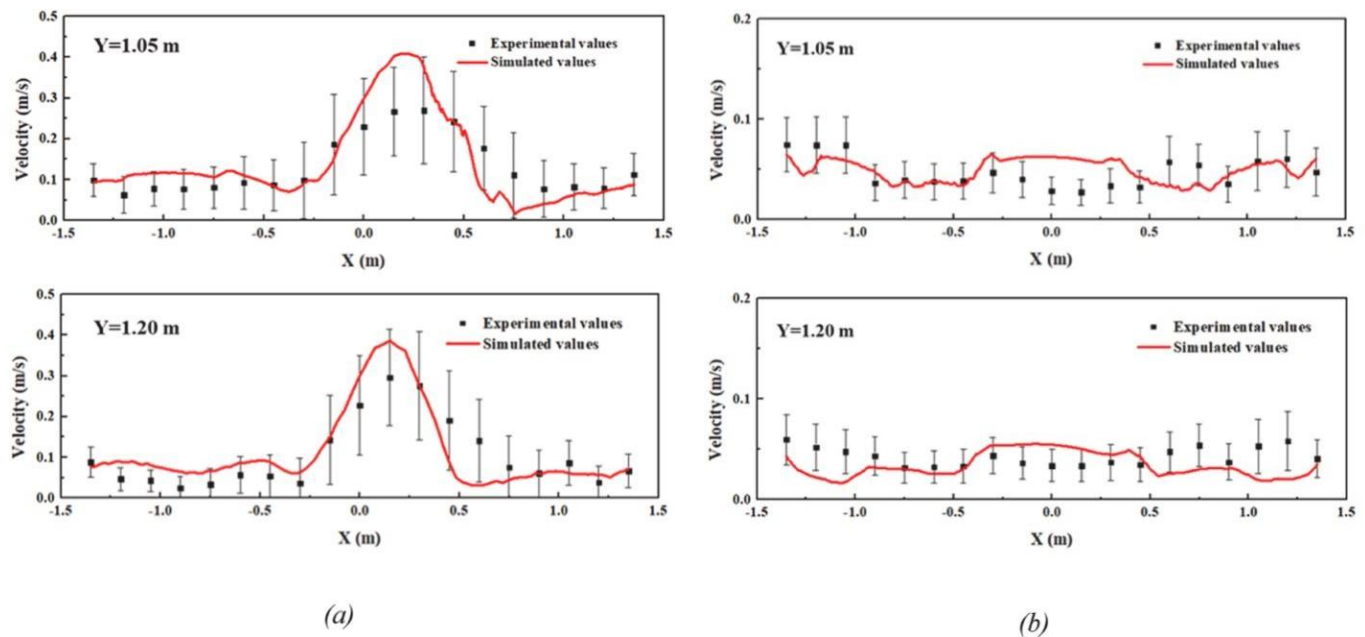 0.5
0.4
0.3
0.2
0.1
0.0
Velocity (m/s)
Y=1.05 m
Experimental values
Simulated values
-1.5 -1.0 -0.5 0.0 0.5 1.0 1.5
X (m)
0.2
0.1
0.0
Velocity (m/s)
Y=1.05 m
Experimental values
Simulated values
-1.5 -1.0 -0.5 0.0 0.5 1.0 1.5
X (m)
0.5
0.4
0.3
0.2
0.1
0.0
Velocity (m/s)
Y=1.20 m
Experimental values
Simulated values
-1.5 -1.0 -0.5 0.0 0.5 1.0 1.5
X (m)
0.2
0.1
0.0
Velocity (m/s)
Y=1.20 m
Experimental values
Simulated values
-1.5 -1.0 -0.5 0.0 0.5 1.0 1.5
X (m)
(a)
(b)